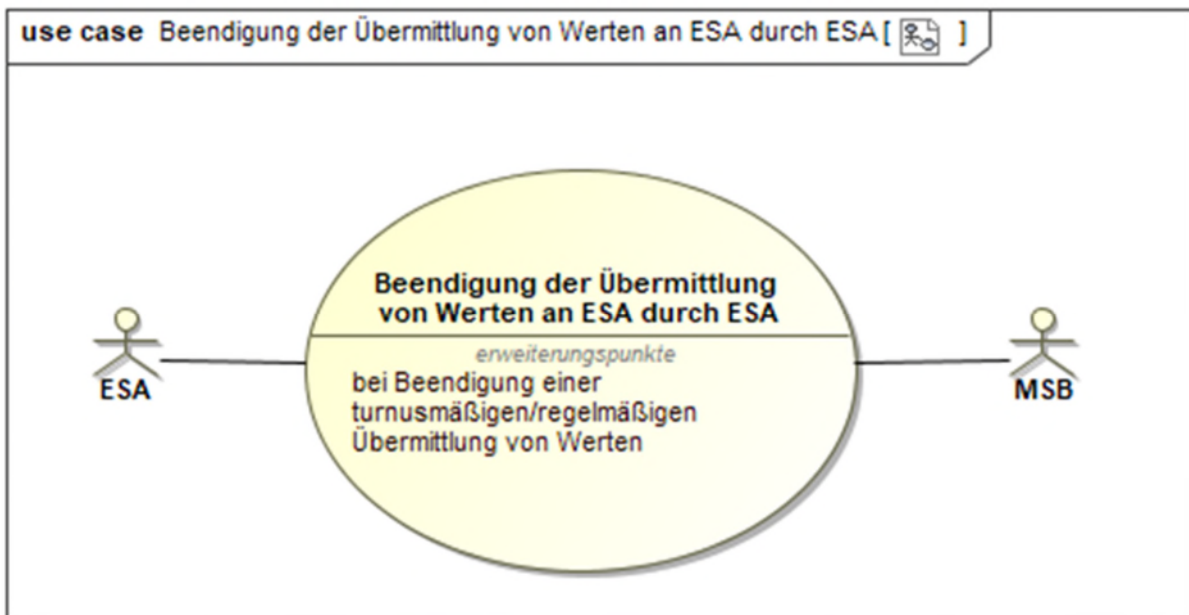 use case Beendigung der Übermittlung von Werten an ESA durch ESA [ ]
Beendigung der Übermittlung
von Werten an ESA durch ESA
erweiterungspunkte
bei Beendigung einer
turnusmäßigen/regelmäßigen
Übermittlung von Werten
ESA
MSB